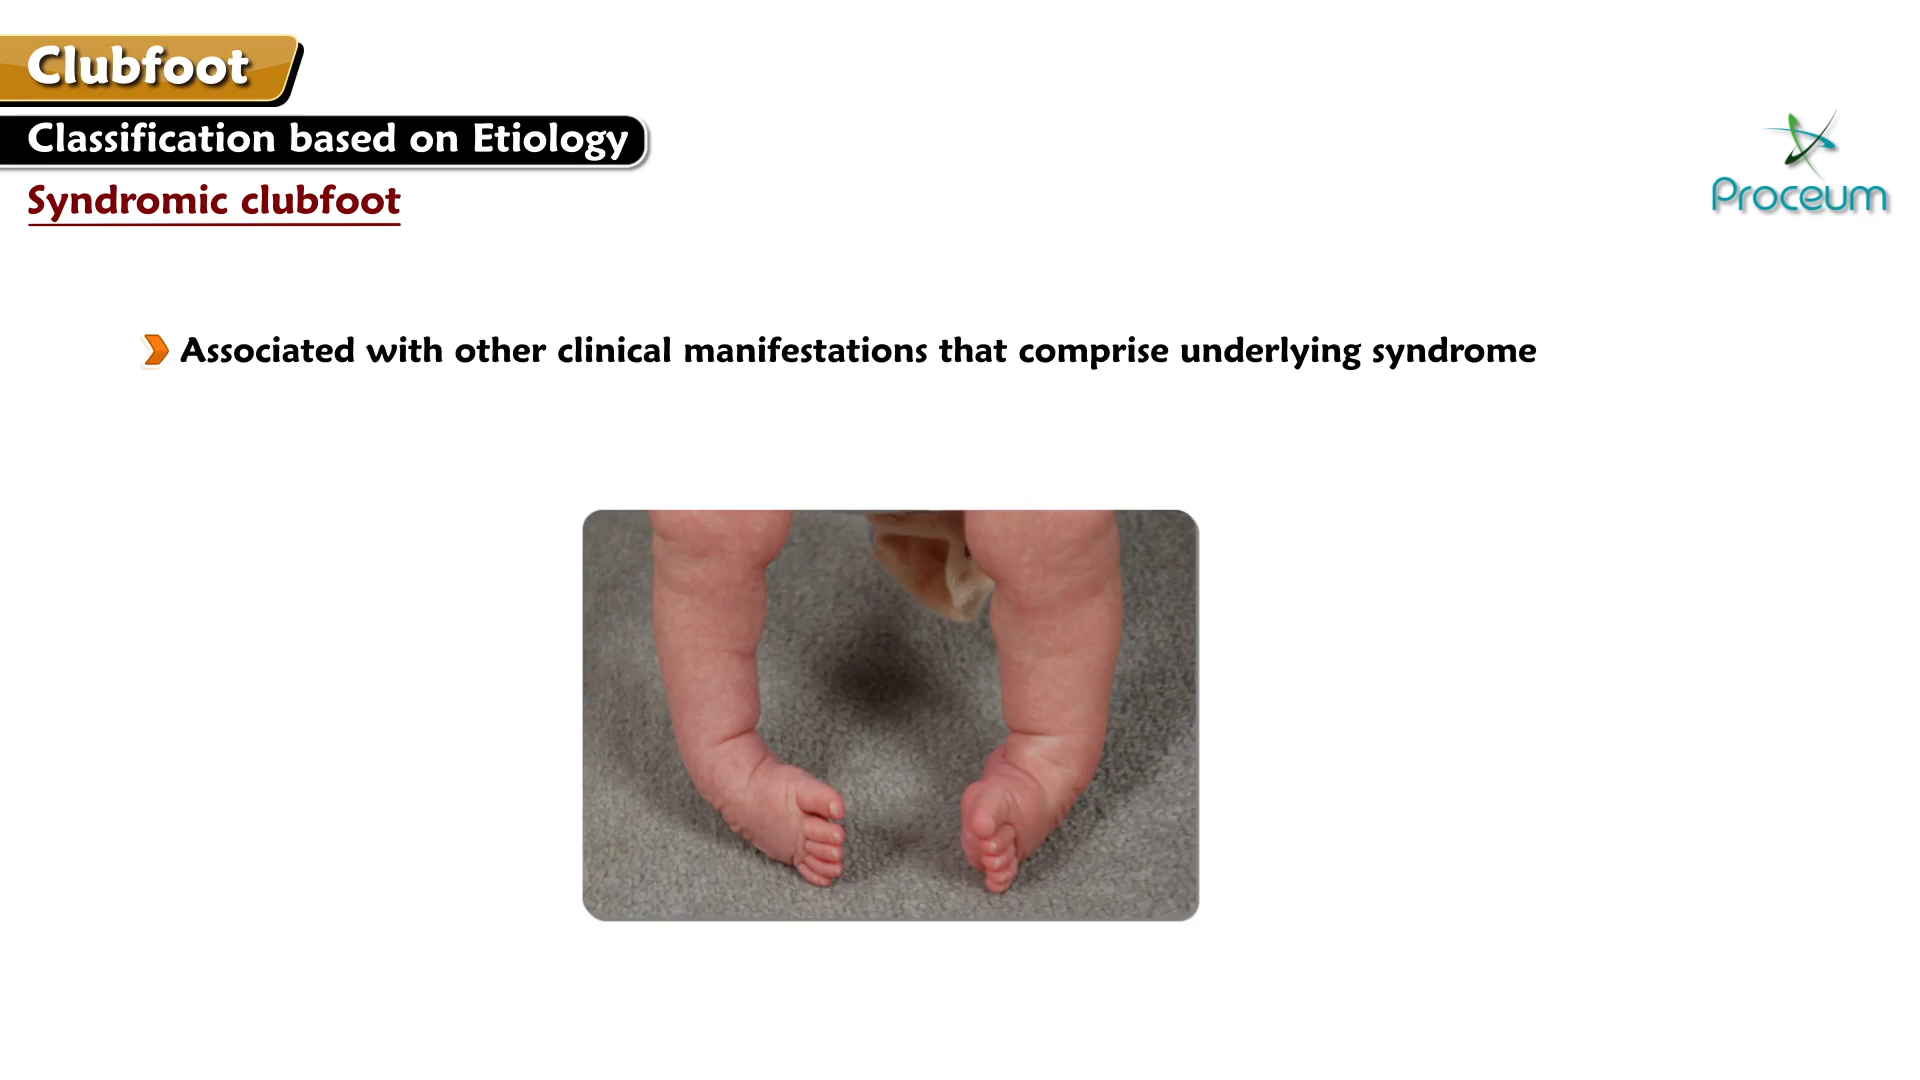 Clubfoot
Classification based on Etiology
Syndromic clubfoot
Proceum
Associated with other clinical manifestations that comprise underlying syndrome